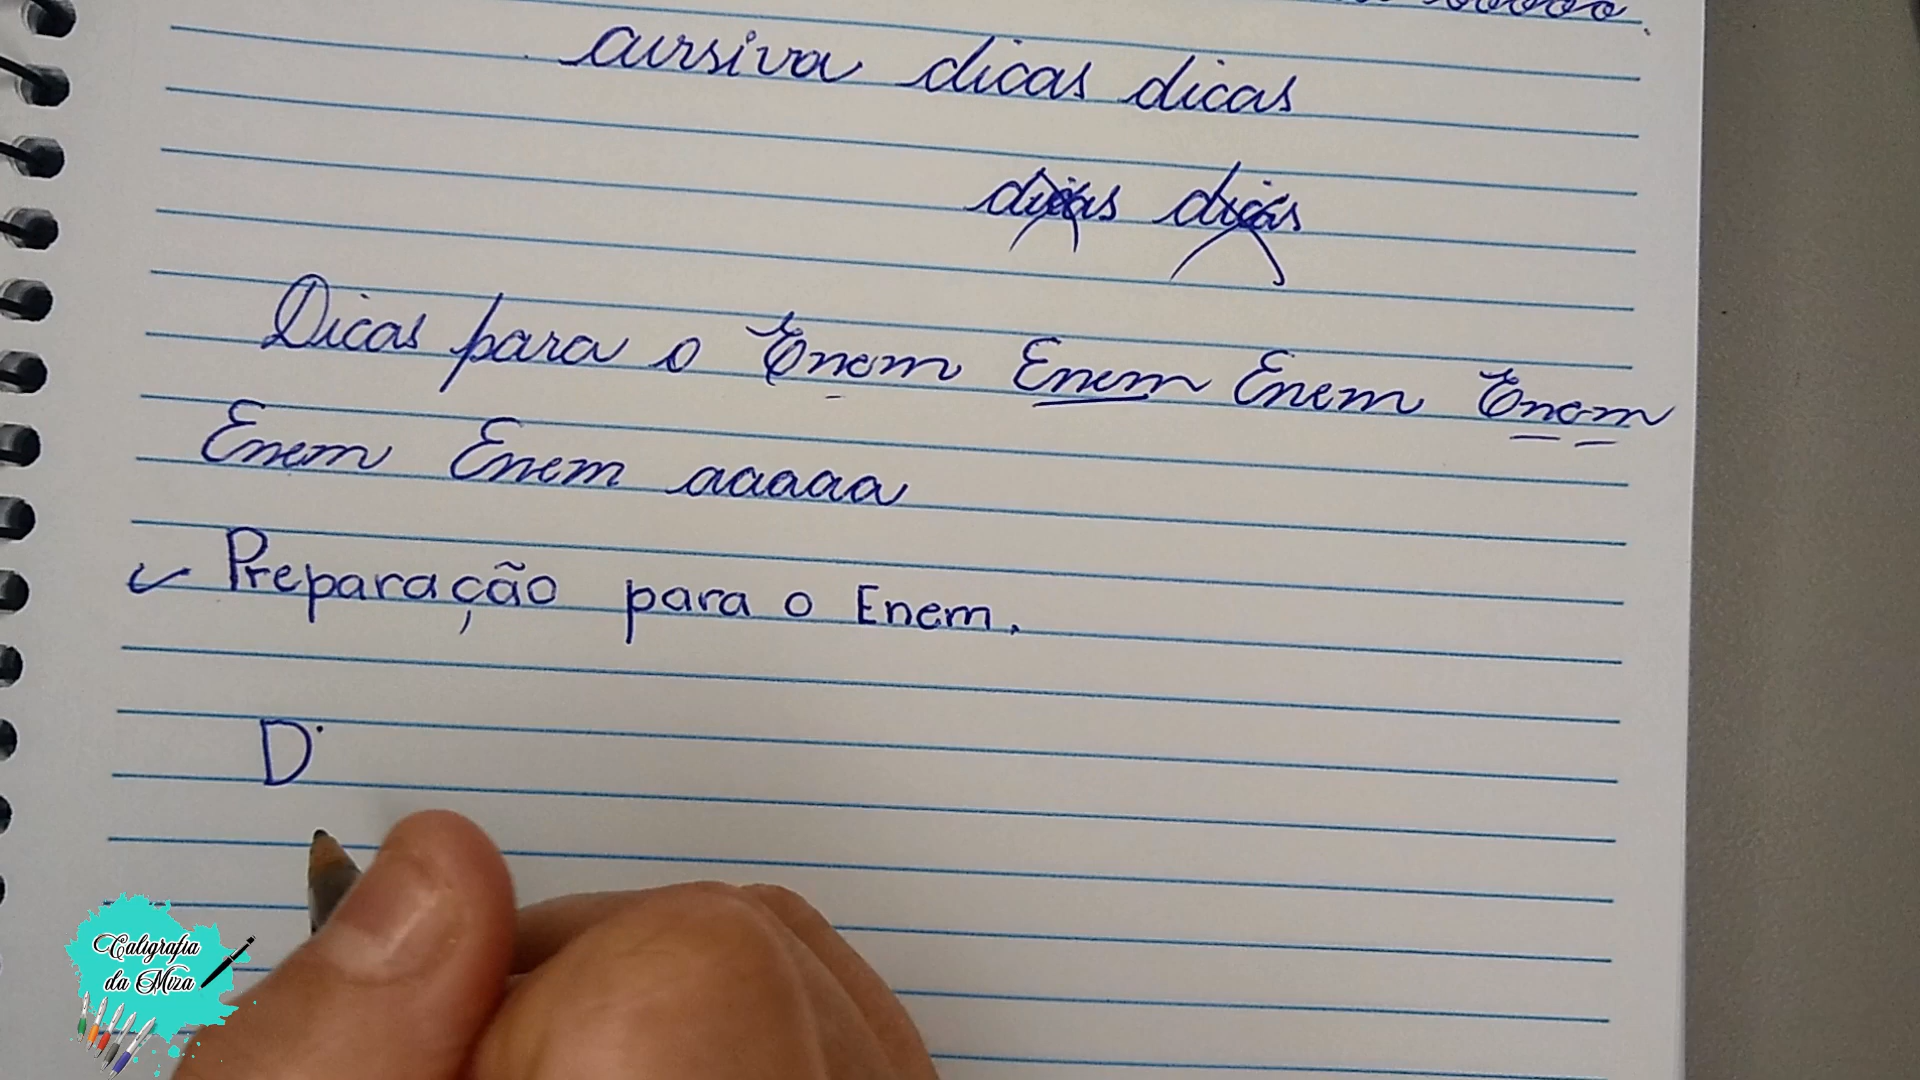 cursiva dicas dicas
dicas dicas
Dicas para o Enem Enem Enem Enem
Enem Enem aaaaa
Preparação para o Enem.
D
Caligrafia
da Miza